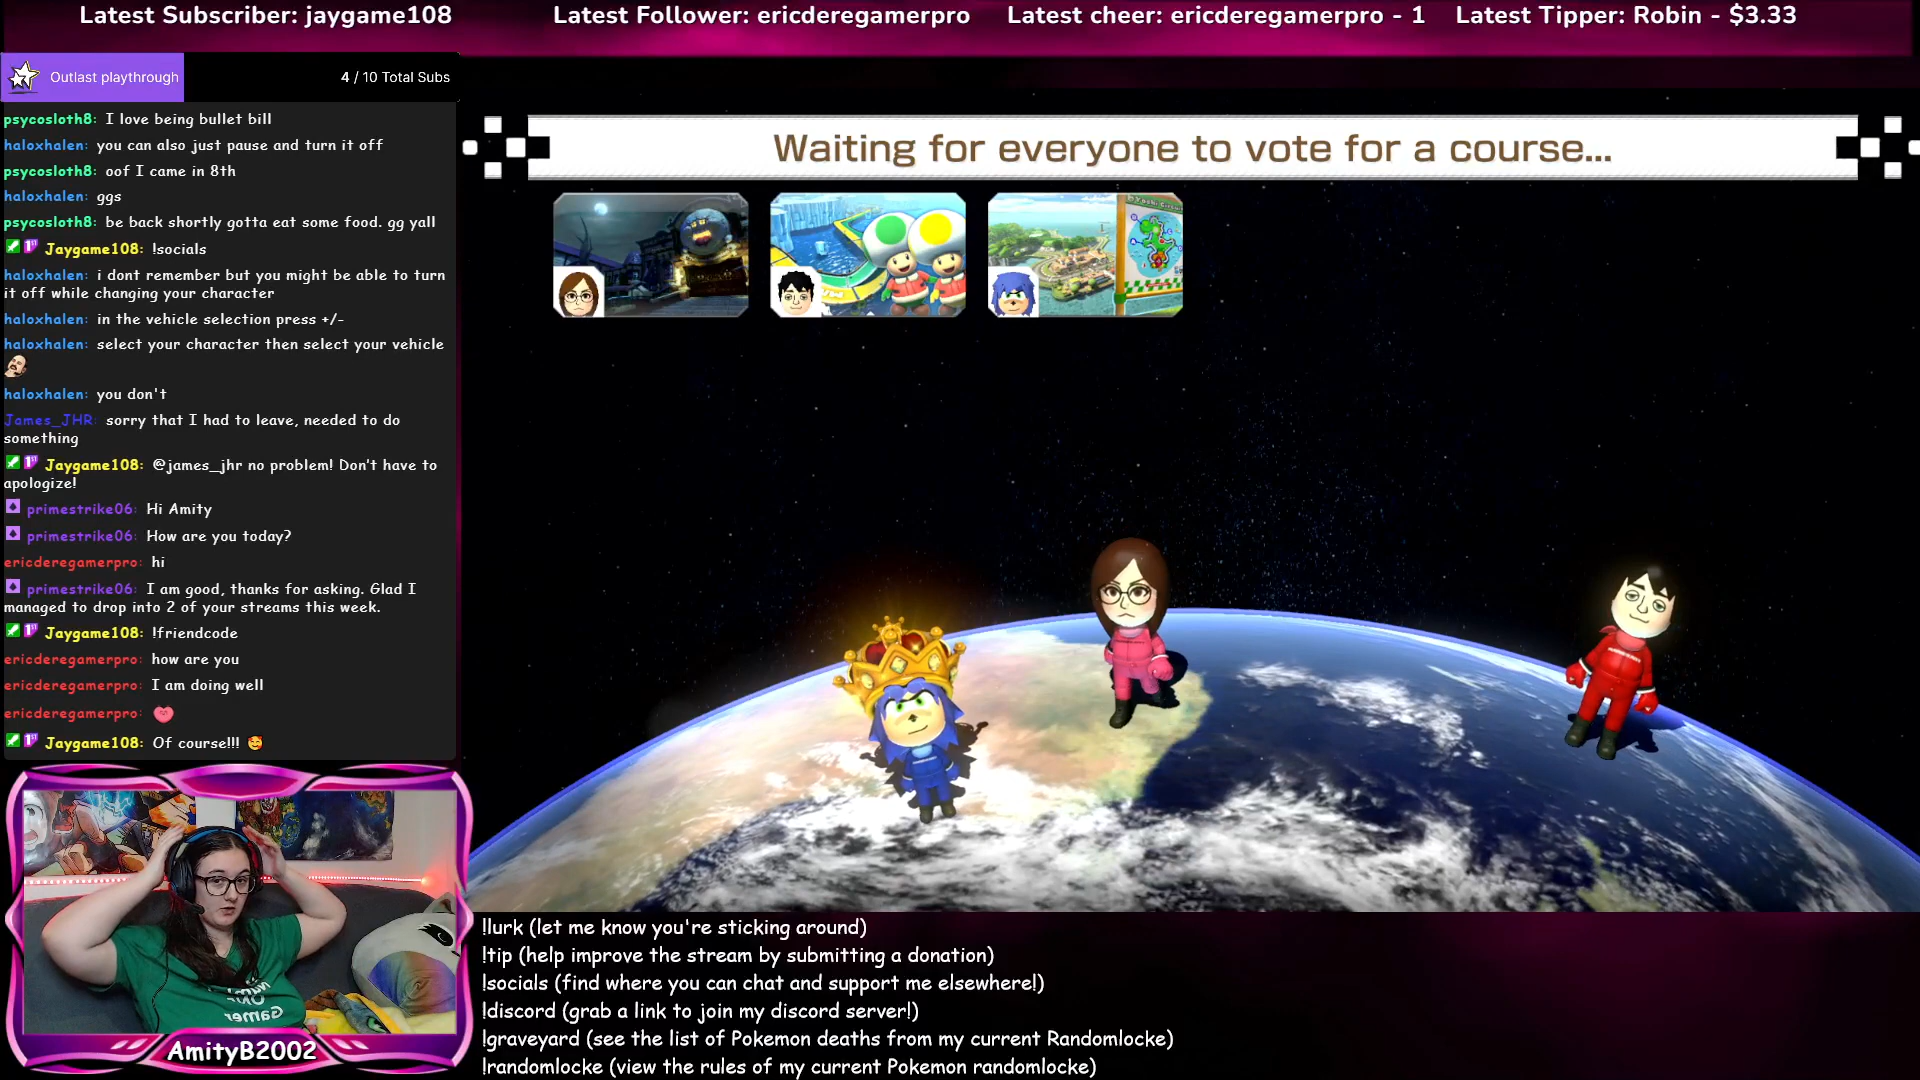 Latest Subscriber: jaygame108
Latest Follower: ericderegamerpro
Latest cheer: ericderegamerpro - 1
Latest Tipper: Robin - $3.33
Outlast playthrough
4 / 10 Total Subs
psycosloth8: I love being bullet bill
haloxhalen: you can also just pause and turn it off
psycosloth8: oof I came in 8th
haloxhalen: ggs
psycosloth8: be back shortly gotta eat some food. gg yall
Jaygame108: !socials
haloxhalen: i dont remember but you might be able to turn
it off while changing your character
haloxhalen: in the vehicle selection press +/-
haloxhalen: select your character then select your vehicle
haloxhalen: you don't
James_JHR: sorry that I had to leave, needed to do
something
Jaygame108: @james_jhr no problem! Don't have to
apologize!
primestrike06: Hi Amity
primestrike06: How are you today?
ericderegamerpro: hi
primestrike06: I am good, thanks for asking. Glad I
managed to drop into 2 of your streams this week.
Jaygame108: !friendcode
ericderegamerpro: how are you
ericderegamerpro: I am doing well
ericderegamerpro:
Jaygame108: Of course!!!
Waiting for everyone to vote for a course...
AmityB2002
!lurk (let me know you're sticking around)
!tip (help improve the stream by submitting a donation)
!socials (find where you can chat and support me elsewhere!)
!discord (grab a link to join my discord server!)
!graveyard (see the list of Pokemon deaths from my current Randomlocke)
!randomlocke (view the rules of my current Pokemon randomlocke)